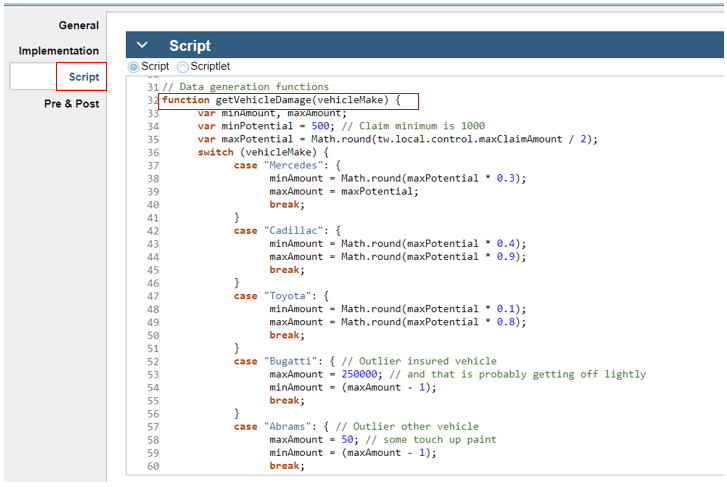 General
Implementation
Script
Pre & Post
Script
Script Scriptlet
31 // Data generation functions
32 function getVehicleDamage(vehicleMake) {
33 var minAmount, maxAmount;
34 var minPotential = 500; // Claim minimum is 1000
35 var maxPotential = Math.round(tw.local.control.maxClaimAmount / 2);
36 switch (vehicleMake) {
37 case "Mercedes": {
38 minAmount = Math.round(maxPotential * 0.3);
39 maxAmount = maxPotential;
40 break;
41 }
42 case "Cadillac": {
43 minAmount = Math.round(maxPotential * 0.4);
44 maxAmount = Math.round(maxPotential * 0.9);
45 break;
46 }
47 case "Toyota": {
48 minAmount = Math.round(maxPotential * 0.1);
49 maxAmount = Math.round(maxPotential * 0.8);
50 break;
51 }
52 case "Bugatti": { // Outlier insured vehicle
53 maxAmount = 250000; // and that is probably getting off lightly
54 minAmount = (maxAmount - 1);
55 break;
56 }
57 case "Abrams": { // Outlier other vehicle
58 maxAmount = 50; // some touch up paint
59 minAmount = (maxAmount - 1);
60 break;